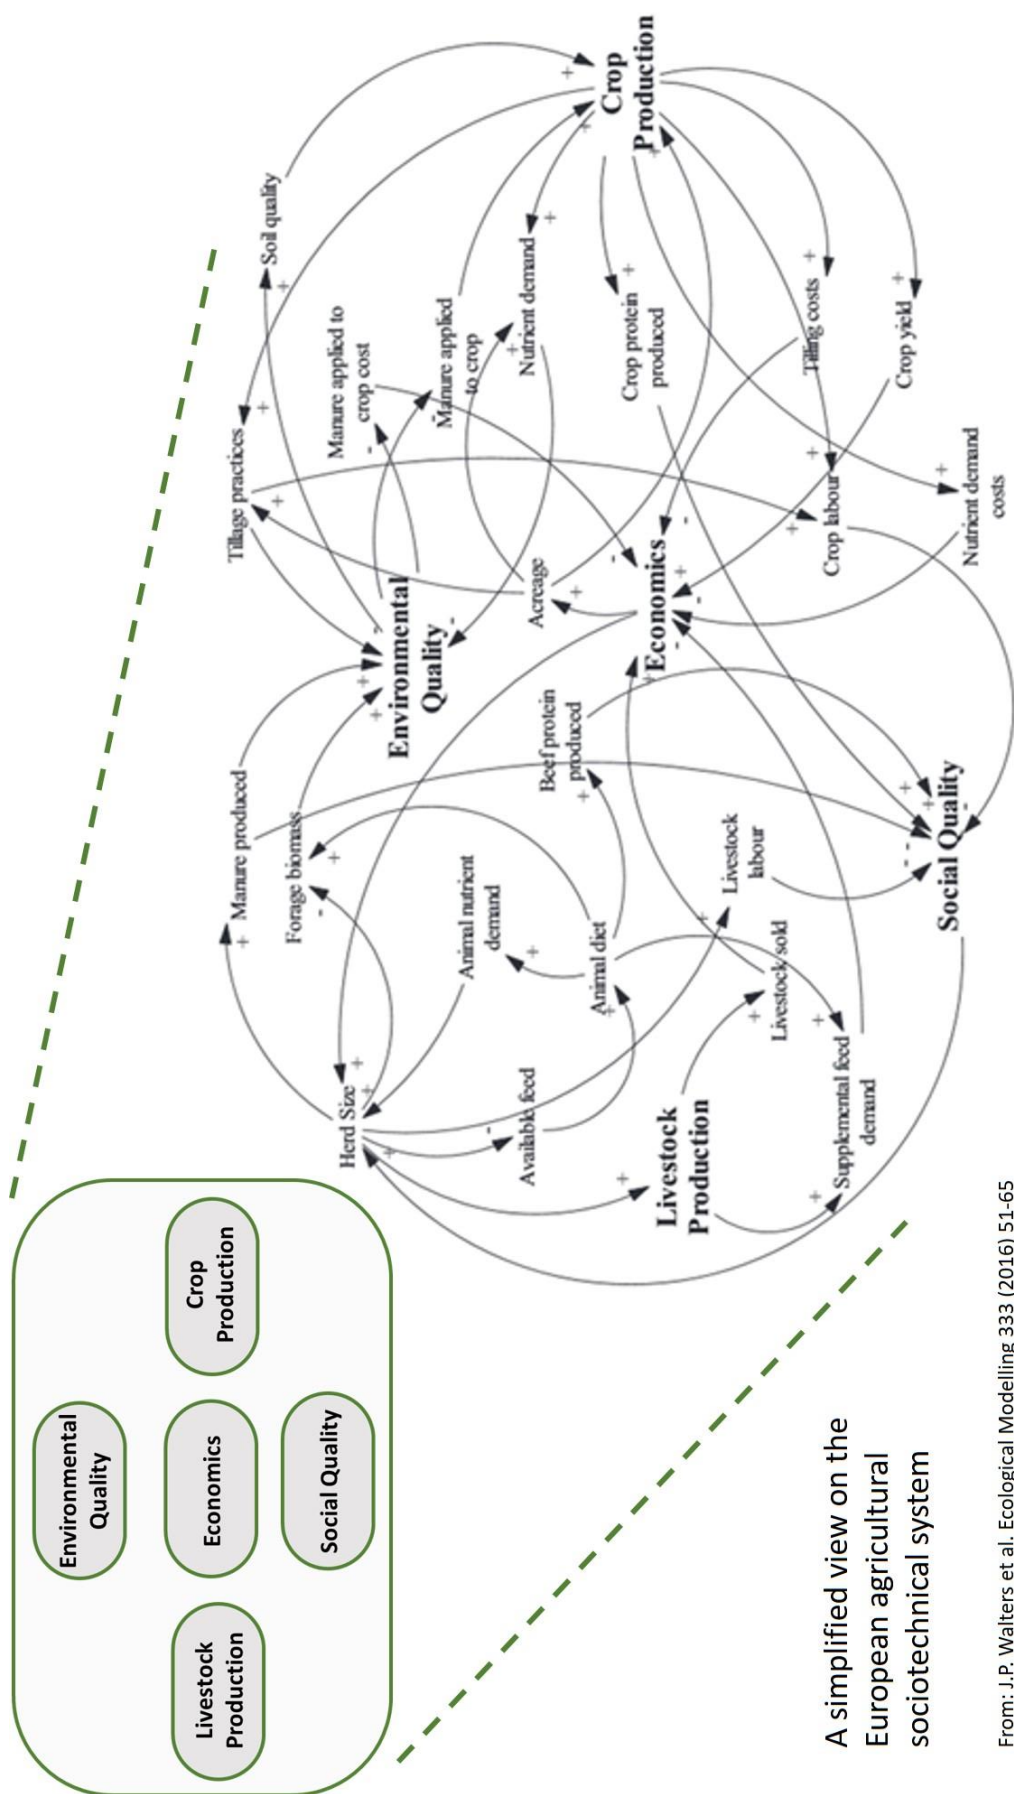 Environmental
Quality
Livestock
Production
Economics
Crop
Production
Social Quality
A simplified view on the
European agricultural
sociotechnical system
From: J.P. Walters et al. Ecological Modelling 333 (2016) 51-65
Manure produced
Tillage practices
Soil quality
Forage biomass
Herd Size
Manure applied to
crop cost
Environmental
Quality
Manure applied
to crop
Animal nutrient
demand
Available feed
Acreage
Nutrient demand
Beef protein
produced
Animal diet
Crop
Production
Crop protein
produced
Economics
Livestock
Production
Livestock
labour
Livestock sold
Tilling costs
Crop labour
Supplemental feed
demand
Crop yield
Social Quality
Nutrient demand
costs